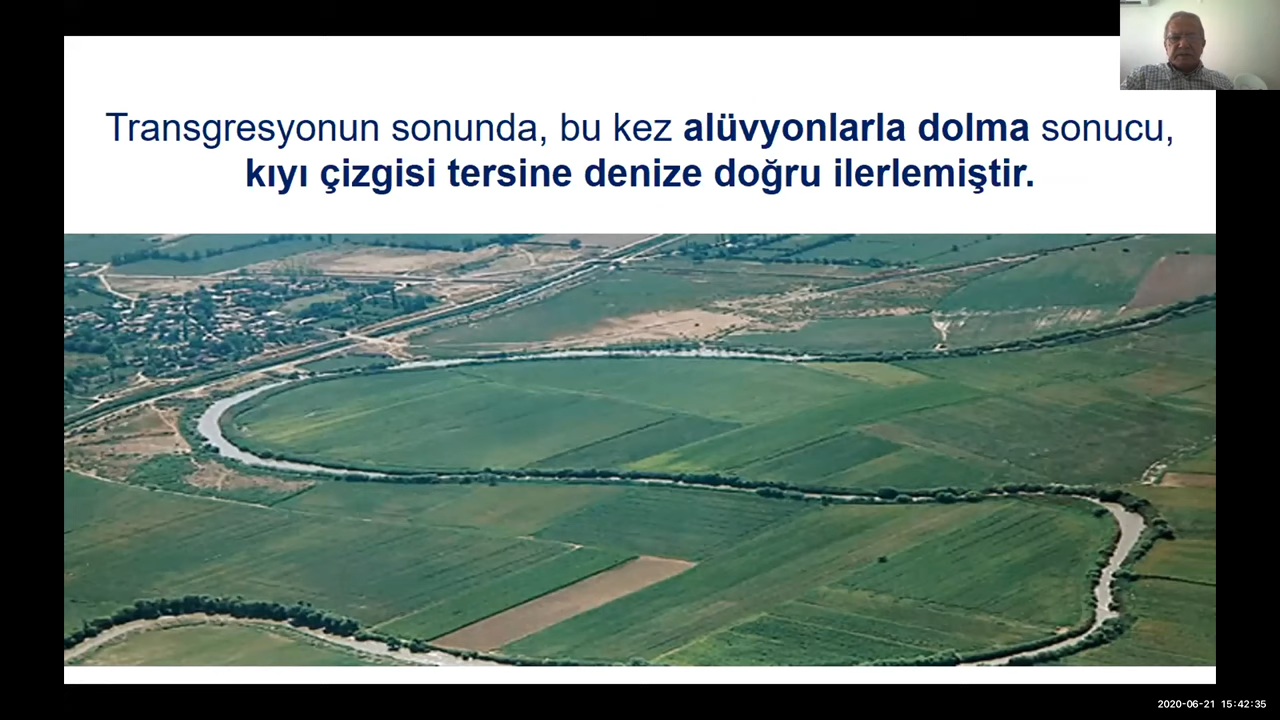 Transgresyonun sonunda, bu kez alüvyonlarla dolma sonucu,
kıyı çizgisi tersine denize doğru ilerlemiştir.
2020-06-21 15:42:35